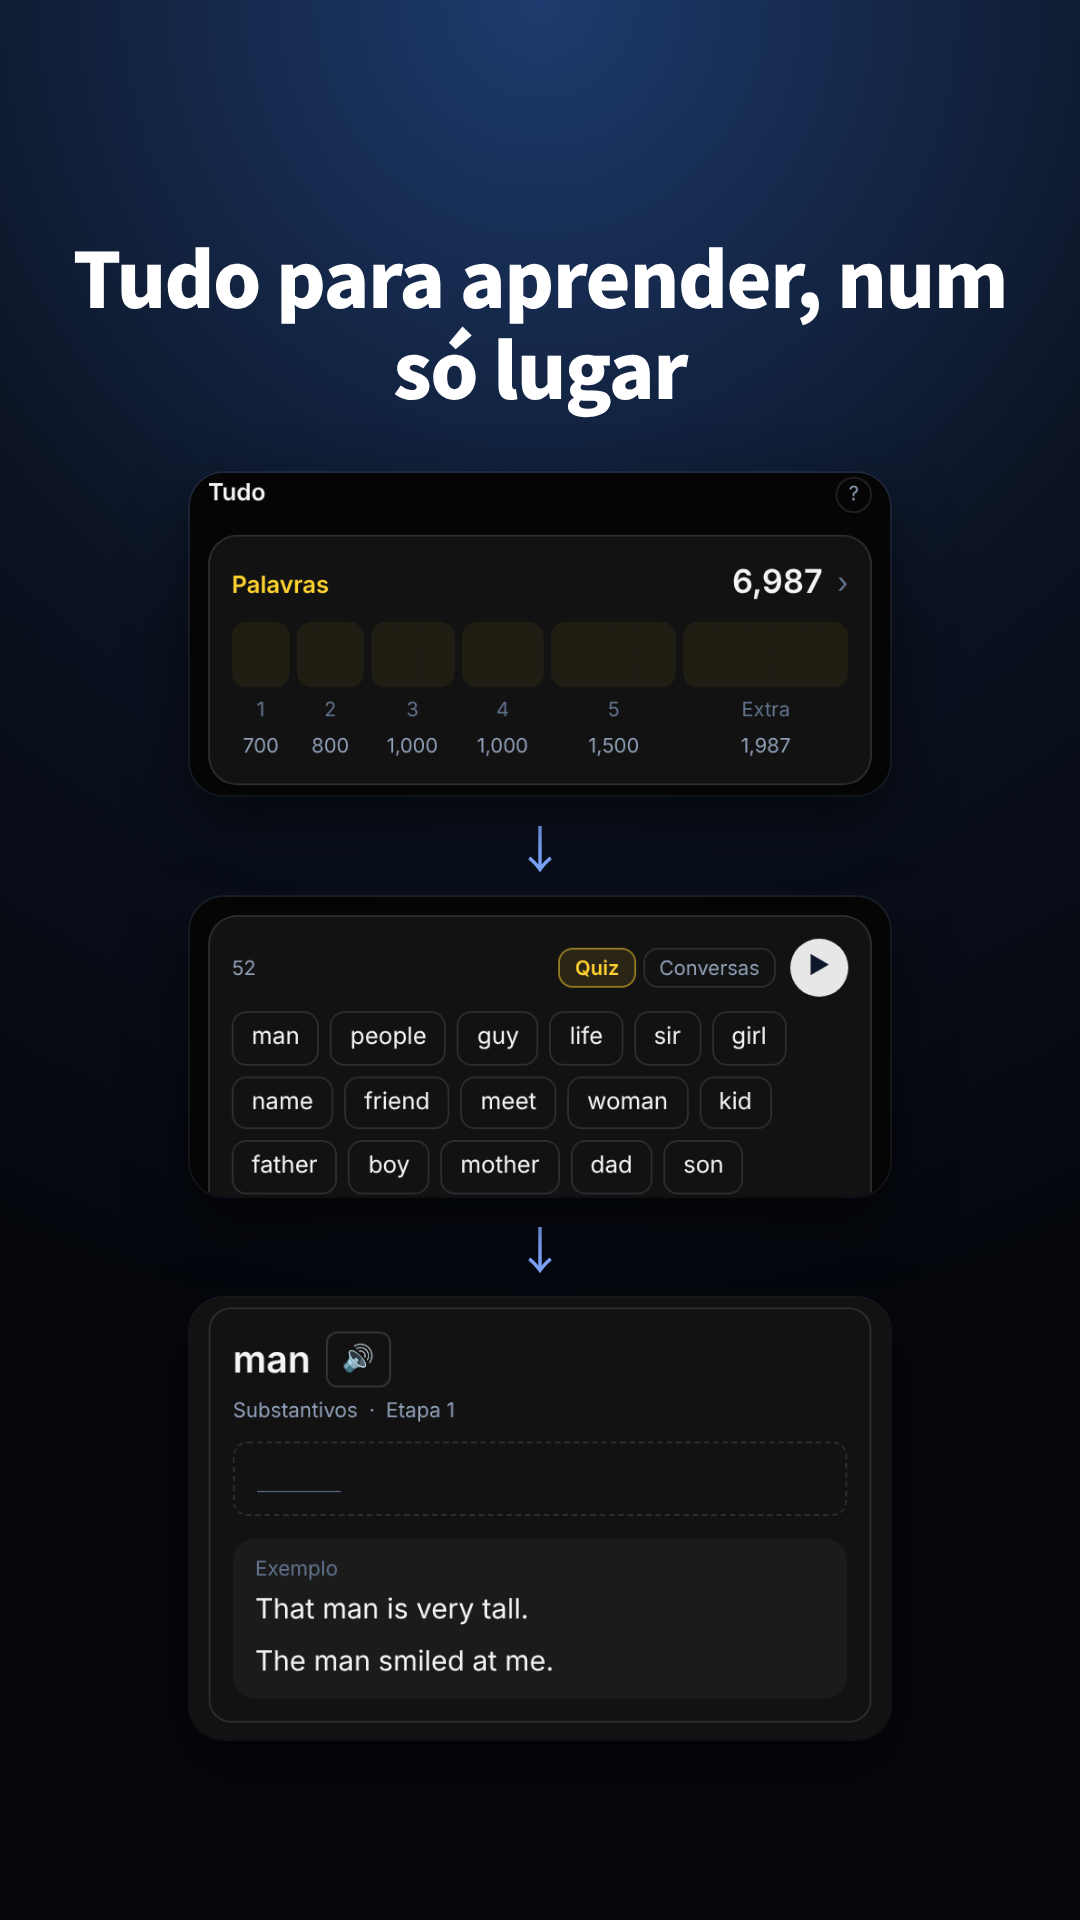 Tudo para aprender, num
só lugar
Tudo ?
Palavras 6,987 ›
1 2 3 4 5 Extra
700 800 1,000 1,000 1,500 1,987
52 Quiz Conversas
man people guy life sir girl
name friend meet woman kid
father boy mother dad son
man
Substantivos · Etapa 1
Exemplo
That man is very tall.
The man smiled at me.